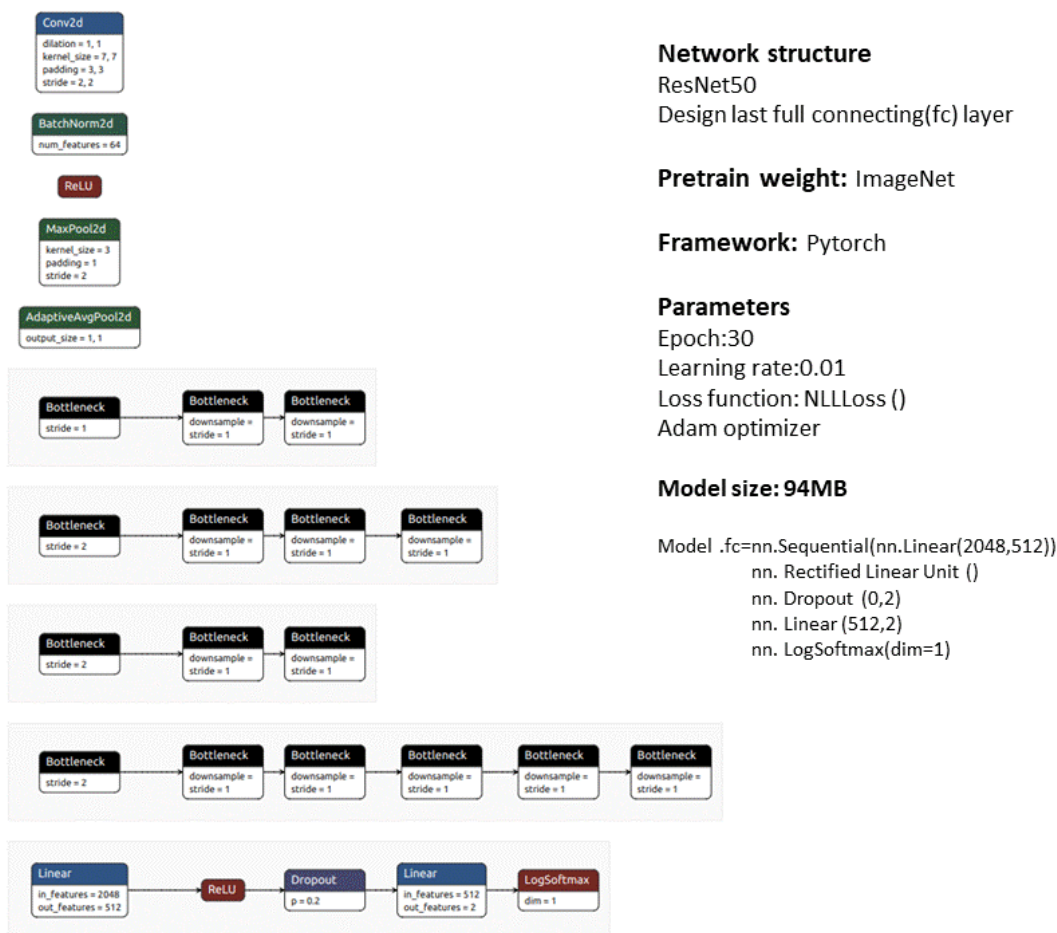 Conv2d
dilation = 1, 1
kernel_size = 7, 7
padding = 3, 3
stride = 2, 2
BatchNorm2d
num_features = 64
ReLU
MaxPool2d
kernel_size = 3
padding = 1
stride = 2
AdaptiveAvgPool2d
output_size = 1, 1
Bottleneck
stride = 1
Bottleneck
downsample =
stride = 1
Bottleneck
downsample =
stride = 1
Bottleneck
stride = 2
Bottleneck
downsample =
stride = 1
Bottleneck
downsample =
stride = 1
Bottleneck
downsample =
stride = 1
Bottleneck
stride = 2
Bottleneck
downsample =
stride = 1
Bottleneck
downsample =
stride = 1
Bottleneck
stride = 2
Bottleneck
downsample =
stride = 1
Bottleneck
downsample =
stride = 1
Bottleneck
downsample =
stride = 1
Bottleneck
downsample =
stride = 1
Bottleneck
downsample =
stride = 1
Linear
in_features = 2048
out_features = 512
ReLU
Dropout
p = 0.2
Linear
in_features = 512
out_features = 2
LogSoftmax
dim = 1
Network structure
ResNet50
Design last full connecting(fc) layer
Pretrain weight: ImageNet
Framework: Pytorch
Parameters
Epoch:30
Learning rate:0.01
Loss function: NLLLoss ()
Adam optimizer
Model size: 94MB
Model .fc=nn.Sequential(nn.Linear(2048,512))
nn. Rectified Linear Unit ()
nn. Dropout (0,2)
nn. Linear (512,2)
nn. LogSoftmax(dim=1)